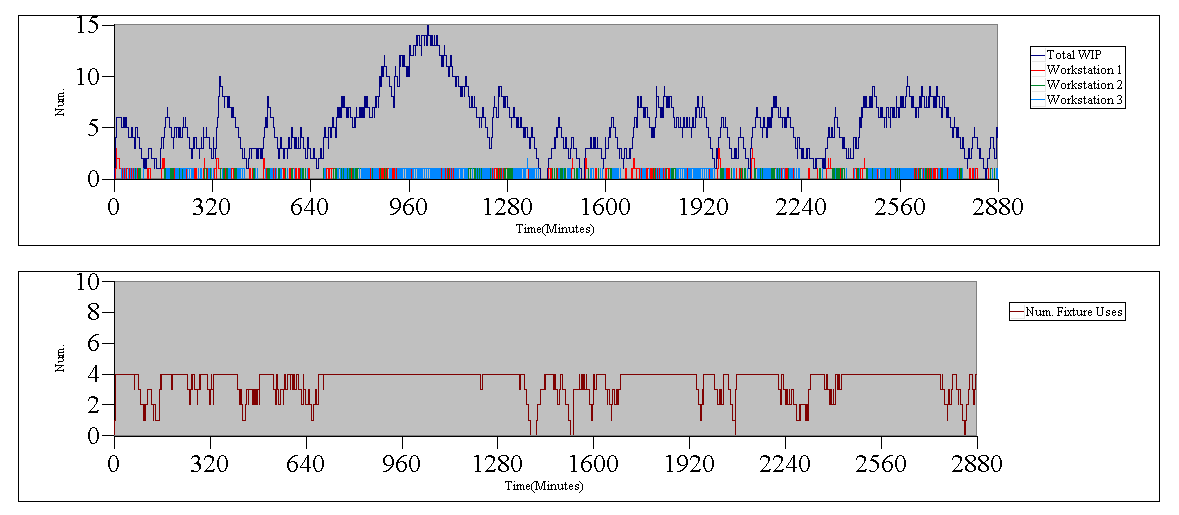 15
10
5
0
Num.
0 320 640 960 1280 1600 1920 2240 2560 2880
Time(Minutes)
Total WIP
Workstation 1
Workstation 2
Workstation 3
10
8
6
4
2
0
Num.
0 320 640 960 1280 1600 1920 2240 2560 2880
Time(Minutes)
Num. Fixture Uses